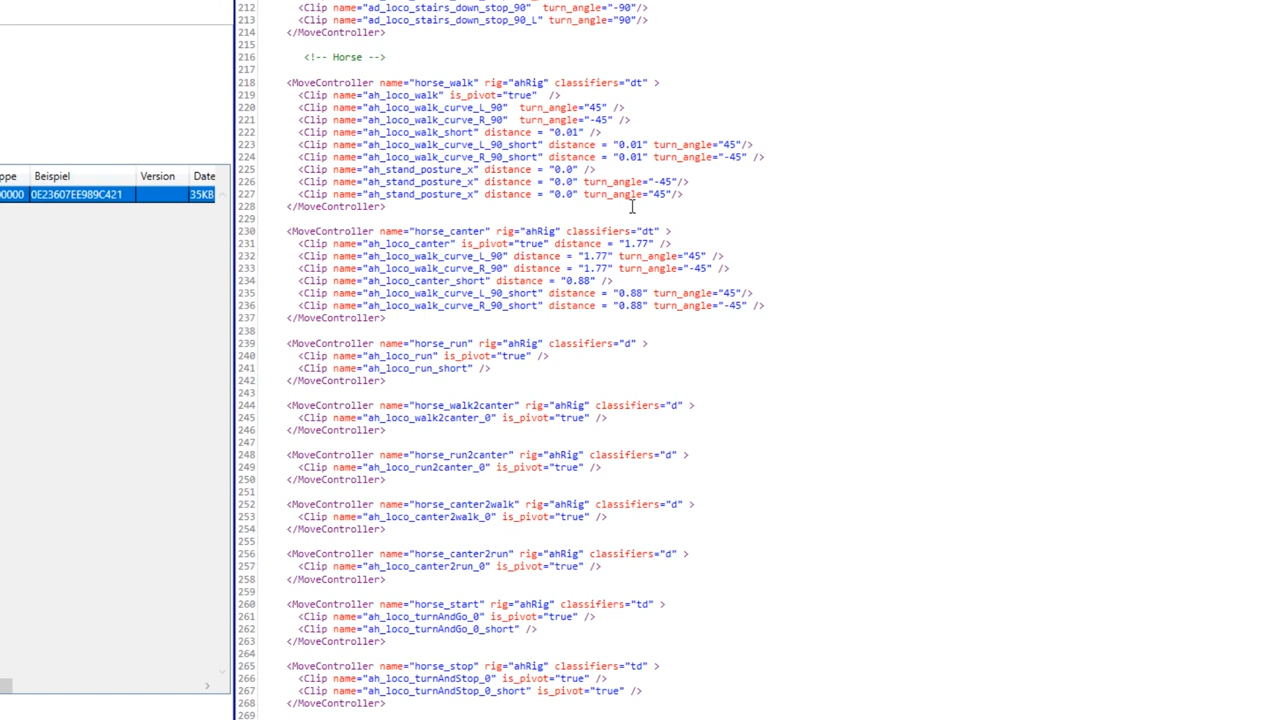 ppe Beispiel Version Date
00000 0E23607EE989C421 35KB
212 <Clip name="ad_loco_stairs_down_stop_90"  turn_angle="-90"/>
213 <Clip name="ad_loco_stairs_down_stop_90_L" turn_angle="90"/>
214 </MoveController>
215
216 <!-- Horse -->
217
218 <MoveController name="horse_walk" rig="ahRig" classifiers="dt" >
219 <Clip name="ah_loco_walk" is_pivot="true"  />
220 <Clip name="ah_loco_walk_curve_L_90"  turn_angle="45" />
221 <Clip name="ah_loco_walk_curve_R_90"  turn_angle="-45" />
222 <Clip name="ah_loco_walk_short" distance = "0.01" />
223 <Clip name="ah_loco_walk_curve_L_90_short" distance = "0.01" turn_angle="45"/>
224 <Clip name="ah_loco_walk_curve_R_90_short" distance = "0.01" turn_angle="-45" />
225 <Clip name="ah_stand_posture_x" distance = "0.0" />
226 <Clip name="ah_stand_posture_x" distance = "0.0" turn_angle="-45"/>
227 <Clip name="ah_stand_posture_x" distance = "0.0" turn_angle="45"/>
228 </MoveController>
229
230 <MoveController name="horse_canter" rig="ahRig" classifiers="dt" >
231 <Clip name="ah_loco_canter" is_pivot="true" distance = "1.77" />
232 <Clip name="ah_loco_walk_curve_L_90" distance = "1.77" turn_angle="45" />
233 <Clip name="ah_loco_walk_curve_R_90" distance = "1.77" turn_angle="-45" />
234 <Clip name="ah_loco_canter_short" distance = "0.88" />
235 <Clip name="ah_loco_walk_curve_L_90_short" distance = "0.88" turn_angle="45"/>
236 <Clip name="ah_loco_walk_curve_R_90_short" distance = "0.88" turn_angle="-45" />
237 </MoveController>
238
239 <MoveController name="horse_run" rig="ahRig" classifiers="d" >
240 <Clip name="ah_loco_run" is_pivot="true" />
241 <Clip name="ah_loco_run_short" />
242 </MoveController>
243
244 <MoveController name="horse_walk2canter" rig="ahRig" classifiers="d" >
245 <Clip name="ah_loco_walk2canter_0" is_pivot="true" />
246 </MoveController>
247
248 <MoveController name="horse_run2canter" rig="ahRig" classifiers="d" >
249 <Clip name="ah_loco_run2canter_0" is_pivot="true" />
250 </MoveController>
251
252 <MoveController name="horse_canter2walk" rig="ahRig" classifiers="d" >
253 <Clip name="ah_loco_canter2walk_0" is_pivot="true" />
254 </MoveController>
255
256 <MoveController name="horse_canter2run" rig="ahRig" classifiers="d" >
257 <Clip name="ah_loco_canter2run_0" is_pivot="true" />
258 </MoveController>
259
260 <MoveController name="horse_start" rig="ahRig" classifiers="td" >
261 <Clip name="ah_loco_turnAndGo_0" is_pivot="true" />
262 <Clip name="ah_loco_turnAndGo_0_short" />
263 </MoveController>
264
265 <MoveController name="horse_stop" rig="ahRig" classifiers="td" >
266 <Clip name="ah_loco_turnAndStop_0" is_pivot="true" />
267 <Clip name="ah_loco_turnAndStop_0_short" is_pivot="true" />
268 </MoveController>
269